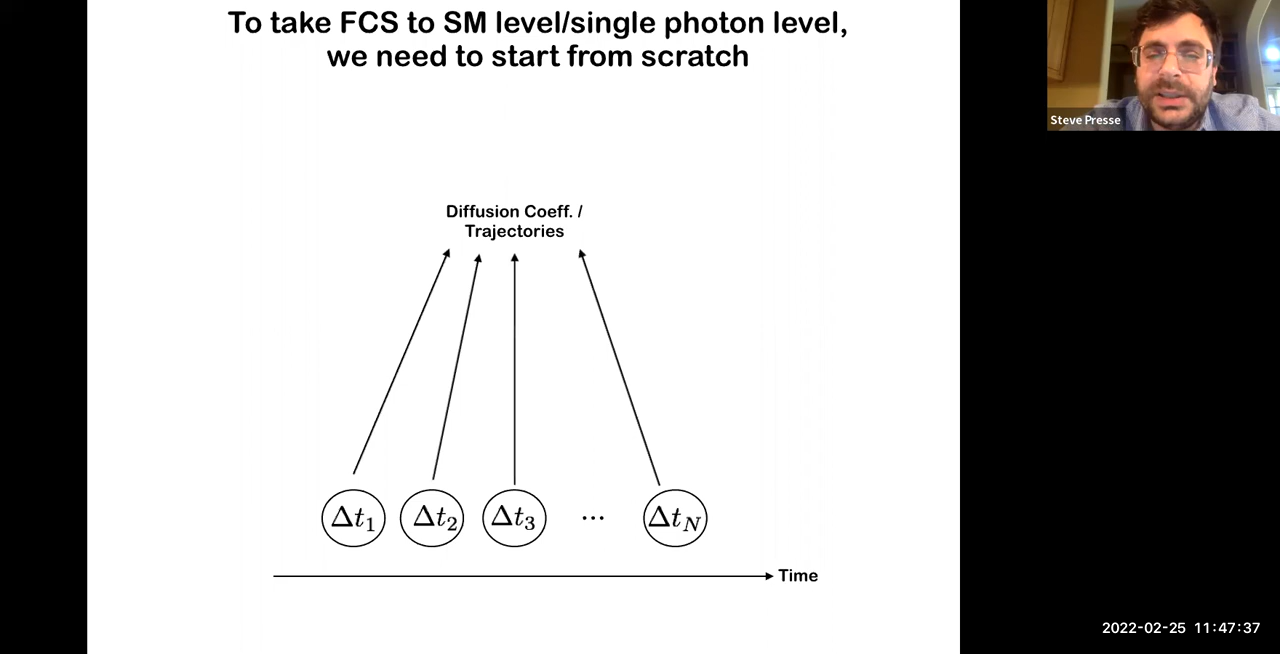 To take FCS to SM level/single photon level,
we need to start from scratch
Steve Presse
Diffusion Coeff. /
Trajectories
Δt₁ Δt₂ Δt₃ ... Δt_N
Time
2022-02-25 11:47:37